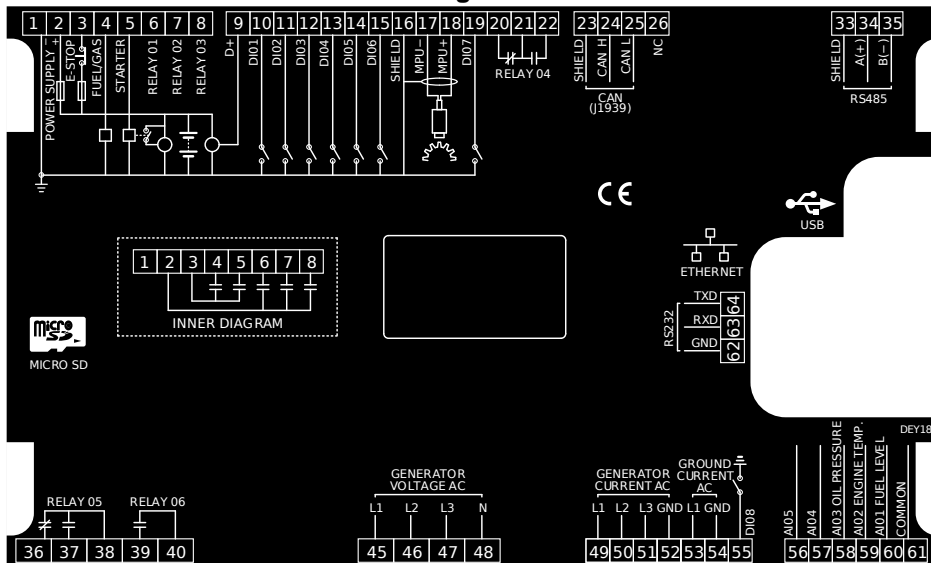 1 2 3 4 5 6 7 8 9 10 11 12 13 14 15 16 17 18 19 20 21 22 23 24 25 26 33 34 35
POWER SUPPLY − +
E-STOP
FUEL/GAS
STARTER
RELAY 01
RELAY 02
RELAY 03
D+
DI01
DI02
DI03
DI04
DI05
DI06
SHIELD
MPU−
MPU+
DI07
RELAY 04
SHIELD
CAN H
CAN L
NC
CAN
(J1939)
SHIELD
A(+)
B(−)
RS485
CE
USB
ETHERNET
1 2 3 4 5 6 7 8
INNER DIAGRAM
Micro
SD
MICRO SD
RS232
TXD 64
RXD 63
GND 62
DEY18
RELAY 05
RELAY 06
GENERATOR
VOLTAGE AC
L1 L2 L3 N
GENERATOR
CURRENT AC
L1 L2 L3 GND
GROUND
CURRENT
AC
L1 GND
DI08
AI05
AI04
AI03 OIL PRESSURE
AI02 ENGINE TEMP.
AI01 FUEL LEVEL
COMMON
36 37 38 39 40 45 46 47 48 49 50 51 52 53 54 55 56 57 58 59 60 61